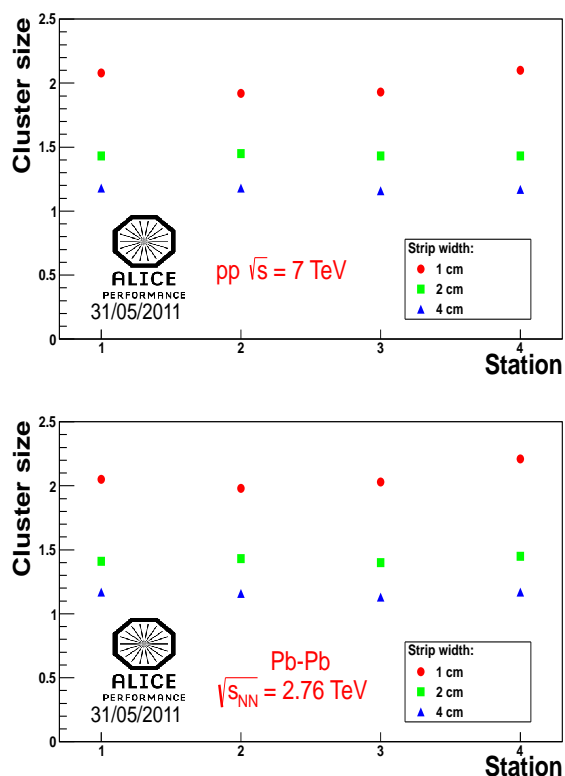 Cluster size
2.5
2
1.5
1
0.5
0
ALICE
PERFORMANCE
31/05/2011
pp √s = 7 TeV
Strip width:
1 cm
2 cm
4 cm
1 2 3 4
Station
Cluster size
2.5
2
1.5
1
0.5
0
ALICE
PERFORMANCE
31/05/2011
Pb-Pb
√sNN = 2.76 TeV
Strip width:
1 cm
2 cm
4 cm
1 2 3 4
Station